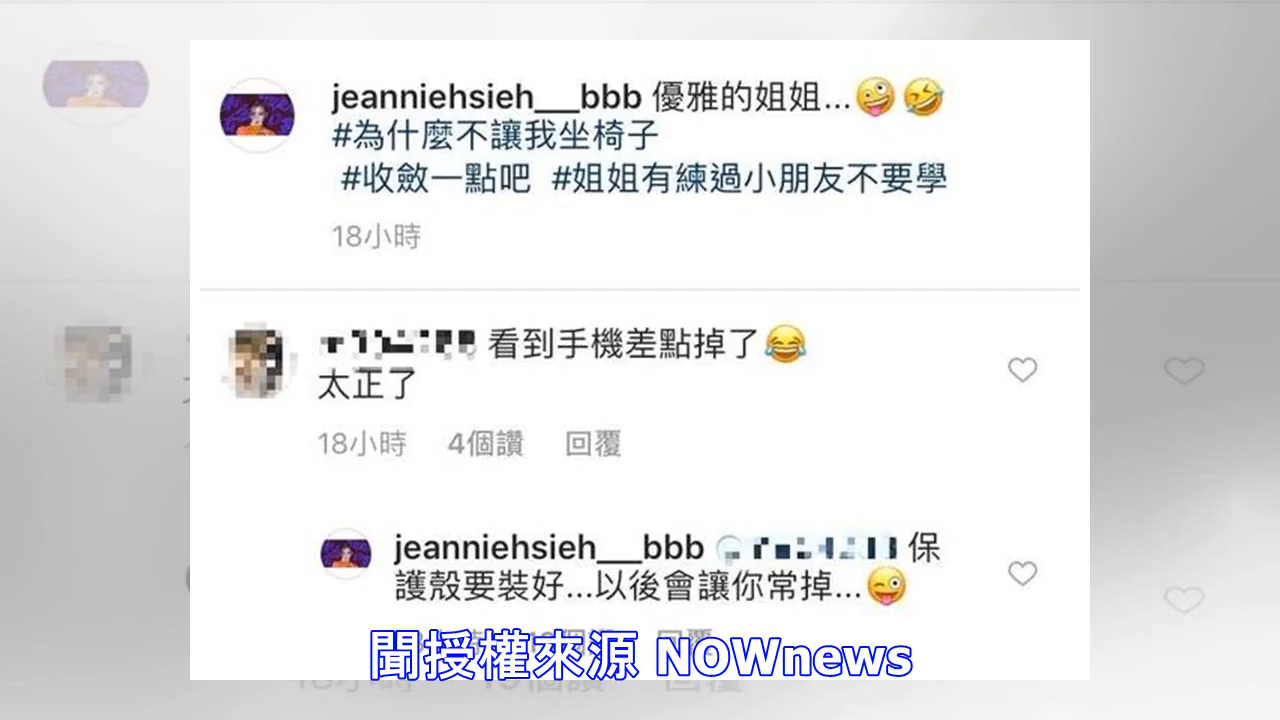 jeanniehsieh___bbb 優雅的姐姐...🤪🤣
#為什麼不讓我坐椅子
#收斂一點吧 #姐姐有練過小朋友不要學
18小時
看到手機差點掉了😂
太正了
18小時 4個讚 回覆
jeanniehsieh___bbb 保
護殼要裝好...以後會讓你常掉...😜
聞授權來源 NOWnews